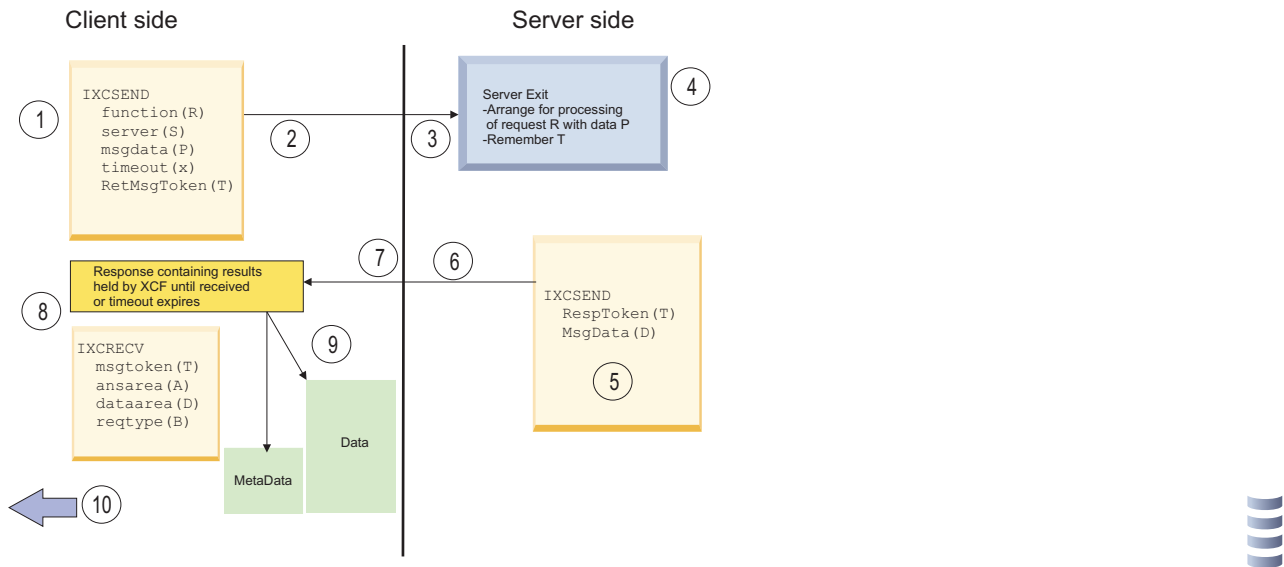 Client side
Server side
1
IXCSEND
function(R)
server(S)
msgdata(P)
timeout(x)
RetMsgToken(T)
2
3
Server Exit
-Arrange for processing
of request R with data P
-Remember T
4
7
6
Response containing results
held by XCF until received
or timeout expires
8
IXCSEND
RespToken(T)
MsgData(D)
5
IXCRECV
msgtoken(T)
ansarea(A)
dataarea(D)
reqtype(B)
9
Data
MetaData
10